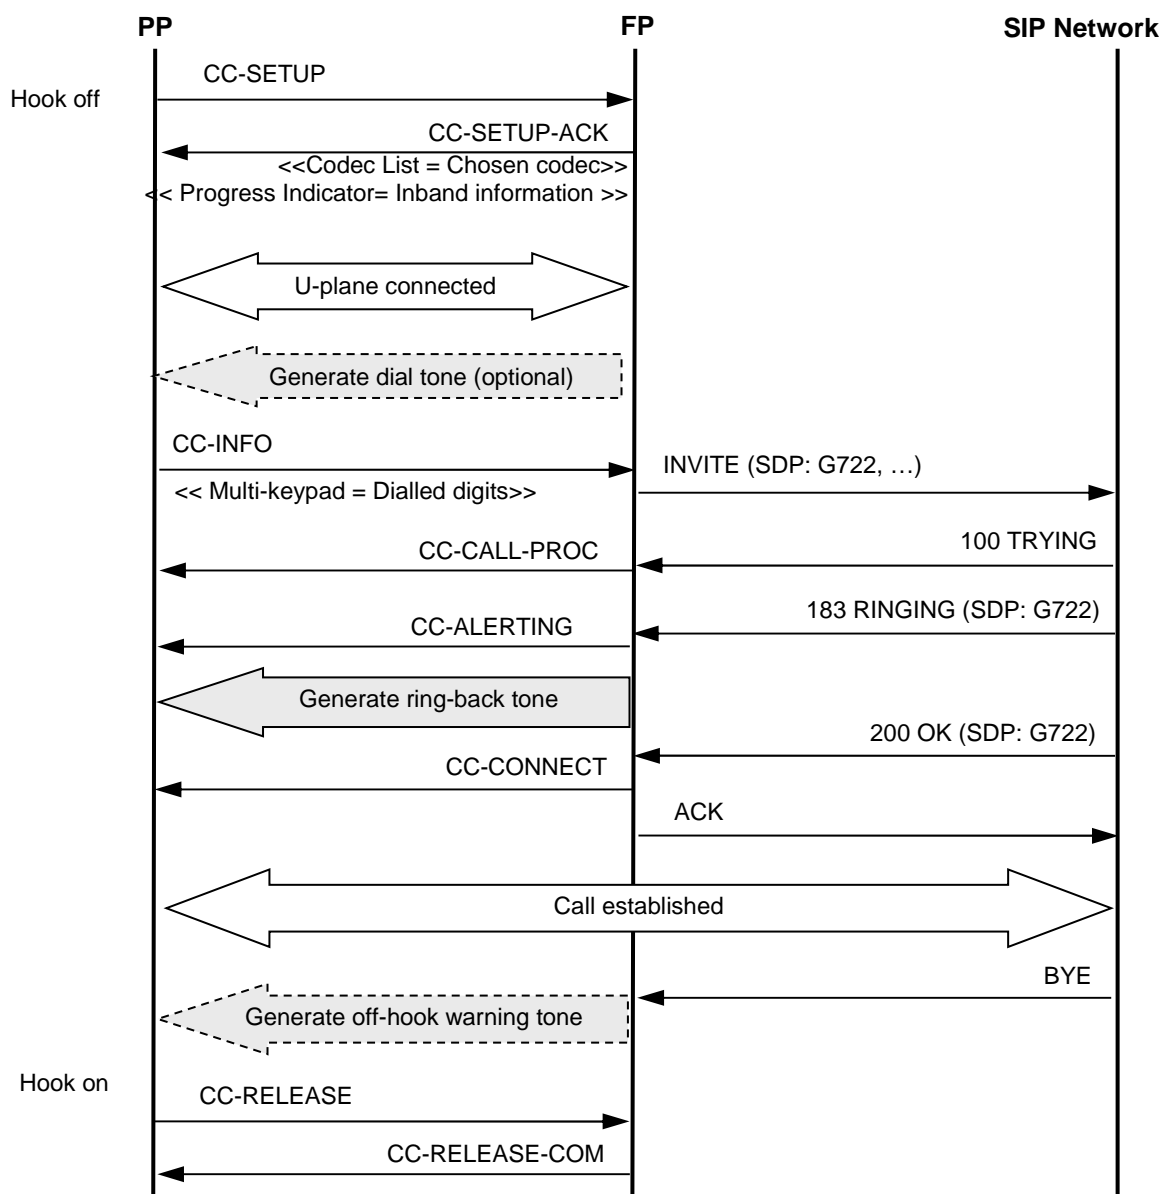 PP
FP
SIP Network
CC-SETUP
Hook off
CC-SETUP-ACK
<<Codec List = Chosen codec>>
<< Progress Indicator= Inband information >>
U-plane connected
Generate dial tone (optional)
CC-INFO
INVITE (SDP: G722, …)
<< Multi-keypad = Dialled digits>>
100 TRYING
CC-CALL-PROC
183 RINGING (SDP: G722)
CC-ALERTING
Generate ring-back tone
200 OK (SDP: G722)
CC-CONNECT
ACK
Call established
BYE
Generate off-hook warning tone
Hook on
CC-RELEASE
CC-RELEASE-COM